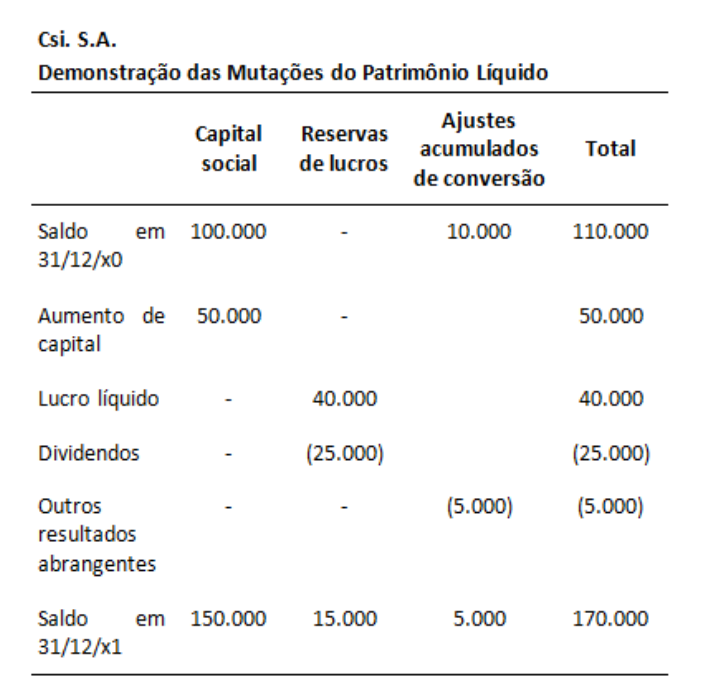 Csi. S.A.
Demonstração das Mutações do Patrimônio Líquido
Capital social Reservas de lucros Ajustes acumulados de conversão Total
Saldo em 31/12/x0 100.000 - 10.000 110.000
Aumento de capital 50.000 - 50.000
Lucro líquido - 40.000 40.000
Dividendos - (25.000) (25.000)
Outros resultados abrangentes - - (5.000) (5.000)
Saldo em 31/12/x1 150.000 15.000 5.000 170.000